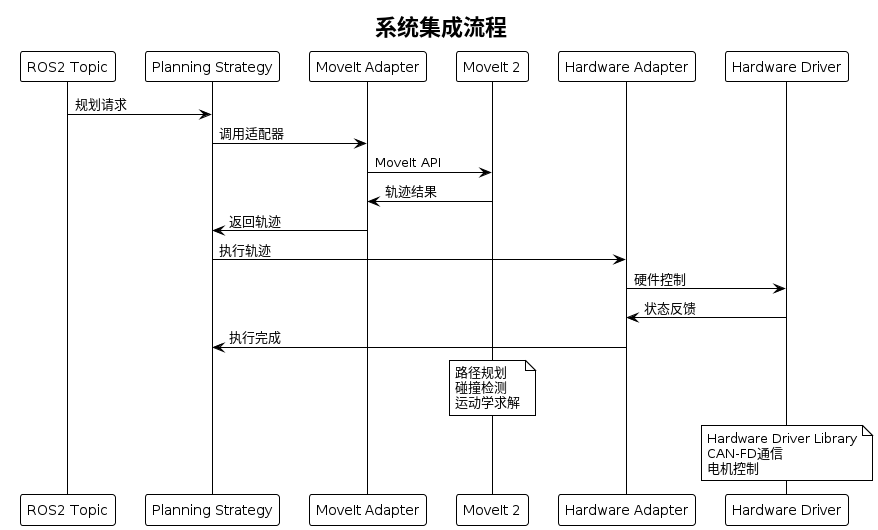 系统集成流程
ROS2 Topic
Planning Strategy
MoveIt Adapter
MoveIt 2
Hardware Adapter
Hardware Driver
规划请求
调用适配器
MoveIt API
轨迹结果
返回轨迹
执行轨迹
硬件控制
状态反馈
执行完成
路径规划
碰撞检测
运动学求解
Hardware Driver Library
CAN-FD通信
电机控制
ROS2 Topic
Planning Strategy
MoveIt Adapter
MoveIt 2
Hardware Adapter
Hardware Driver